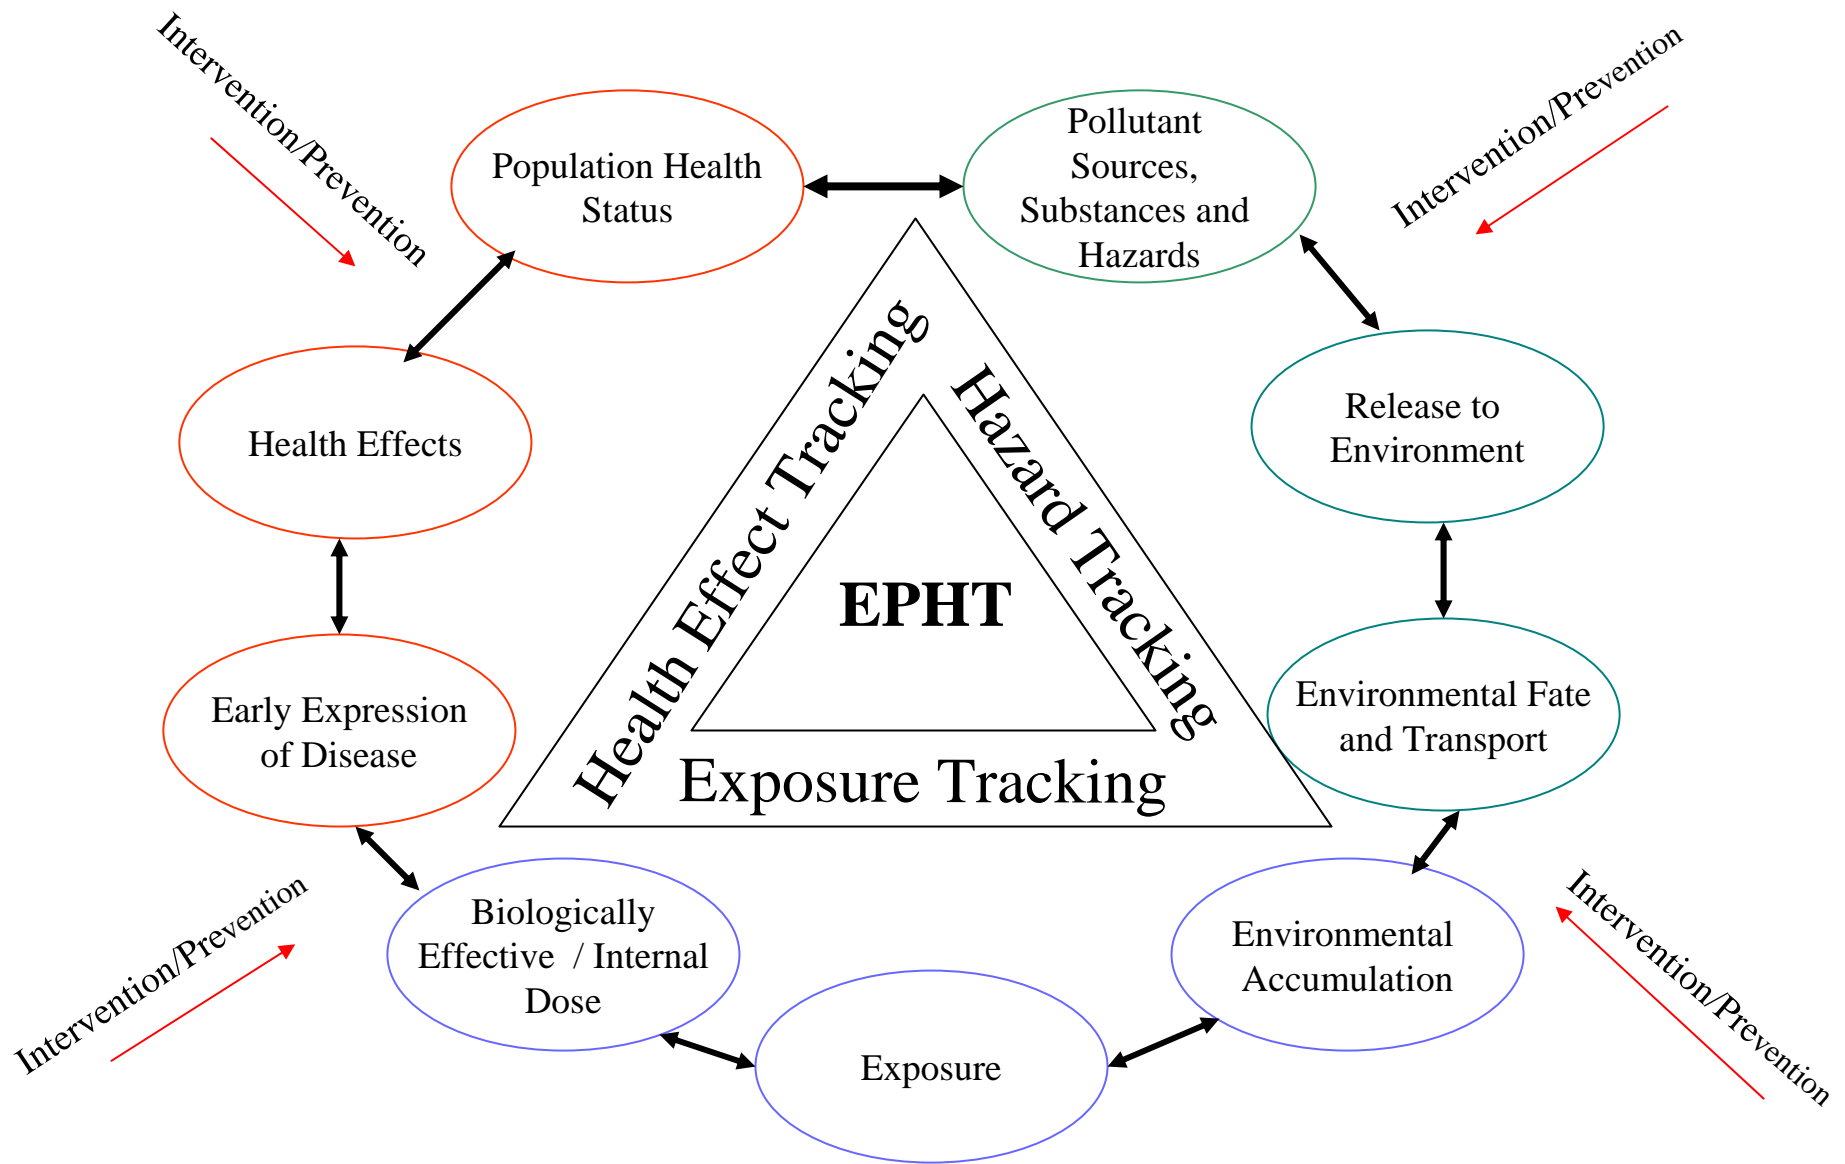 Intervention/Prevention
Intervention/Prevention
Population Health
Status
Pollutant
Sources,
Substances and
Hazards
Health Effects
Release to
Environment
Health Effect Tracking
Hazard Tracking
EPHT
Exposure Tracking
Early Expression
of Disease
Environmental Fate
and Transport
Intervention/Prevention
Biologically
Effective / Internal
Dose
Exposure
Environmental
Accumulation
Intervention/Prevention